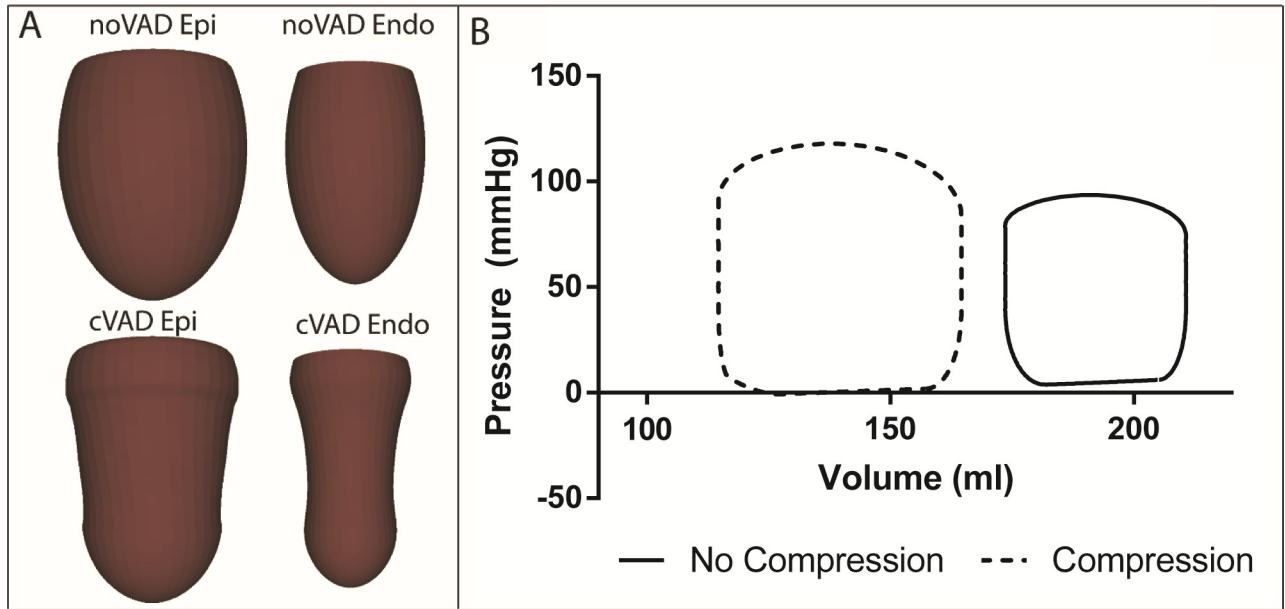 A
noVAD Epi
noVAD Endo
cVAD Epi
cVAD Endo
B
150
100
50
0
-50
Pressure (mmHg)
100
150
200
Volume (ml)
No Compression
Compression